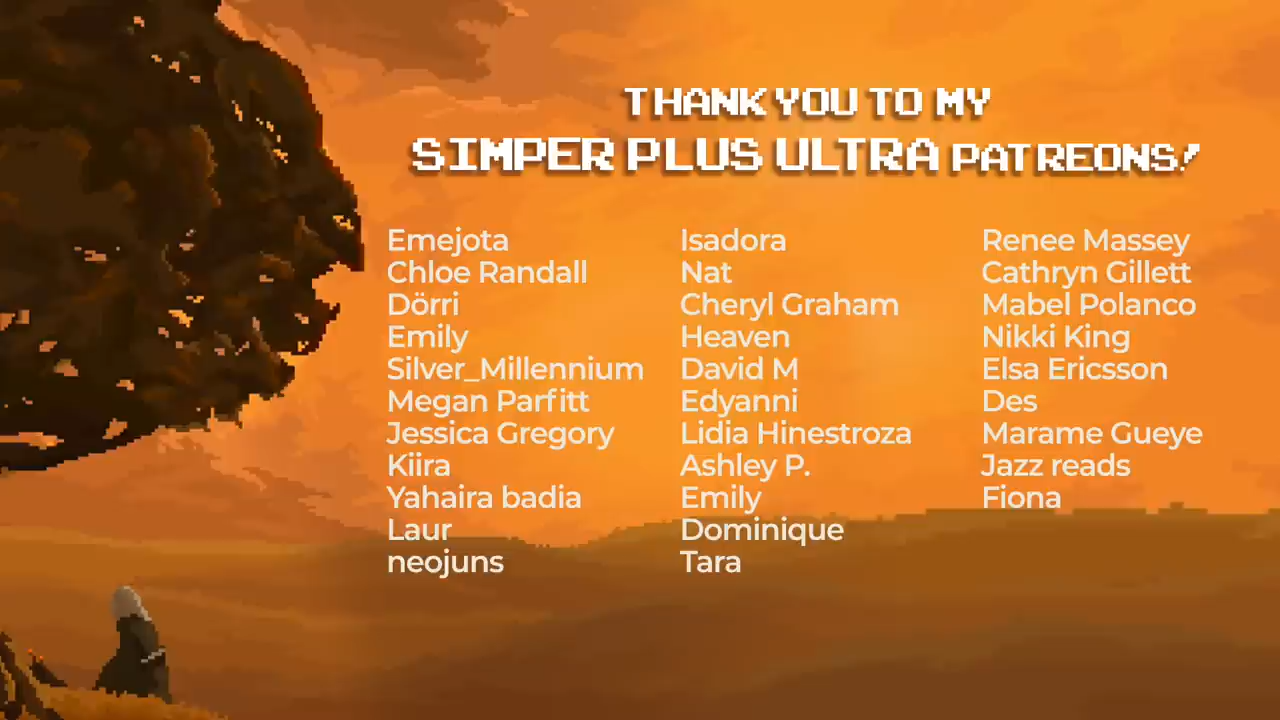 THANK YOU TO MY
SIMPER PLUS ULTRA PATREONS!
Emejota
Chloe Randall
Dörri
Emily
Silver_Millennium
Megan Parfitt
Jessica Gregory
Kiira
Yahaira badia
Laur
neojuns
Isadora
Nat
Cheryl Graham
Heaven
David M
Edyanni
Lidia Hinestroza
Ashley P.
Emily
Dominique
Tara
Renee Massey
Cathryn Gillett
Mabel Polanco
Nikki King
Elsa Ericsson
Des
Marame Gueye
Jazz reads
Fiona